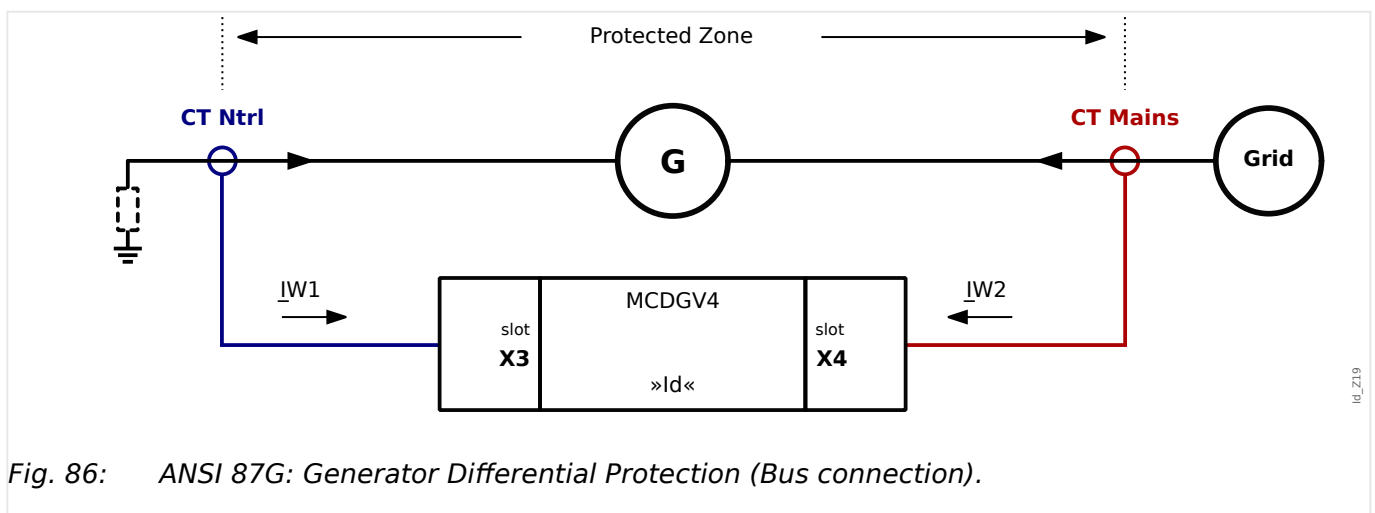 Protected Zone
CT Ntrl
CT Mains
G
Grid
IW1
IW2
MCDGV4
slot
X3
slot
X4
»Id«
Id_Z19
Fig. 86: ANSI 87G: Generator Differential Protection (Bus connection).